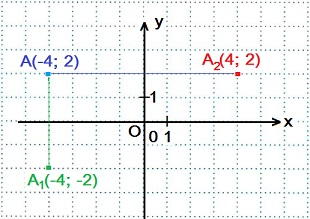 y
A(-4; 2)
A2(4; 2)
1
O
0 1
x
A1(-4; -2)